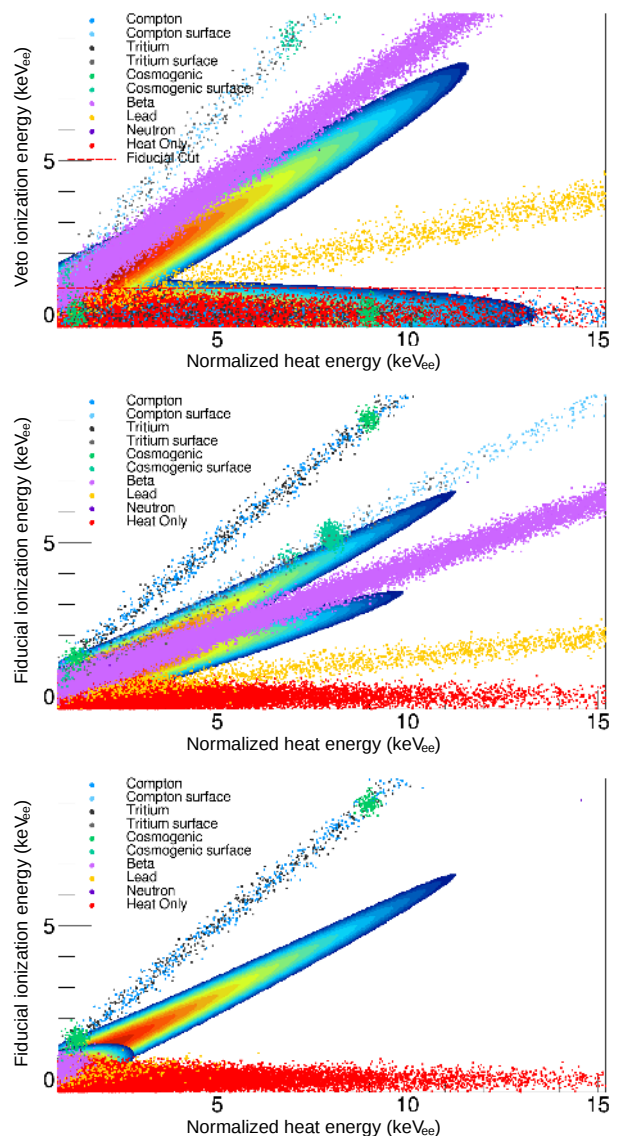 Compton
Compton surface
Tritium
Tritium surface
Cosmogenic
Cosmogenic surface
Beta
Lead
Neutron
Heat Only
Fiducial Cut
5
0
5
10
15
Veto ionization energy (keVee)
Normalized heat energy (keVee)
Compton
Compton surface
Tritium
Tritium surface
Cosmogenic
Cosmogenic surface
Beta
Lead
Neutron
Heat Only
5
0
5
10
15
Fiducial ionization energy (keVee)
Normalized heat energy (keVee)
Compton
Compton surface
Tritium
Tritium surface
Cosmogenic
Cosmogenic surface
Beta
Lead
Neutron
Heat Only
5
0
5
10
15
Fiducial ionization energy (keVee)
Normalized heat energy (keVee)